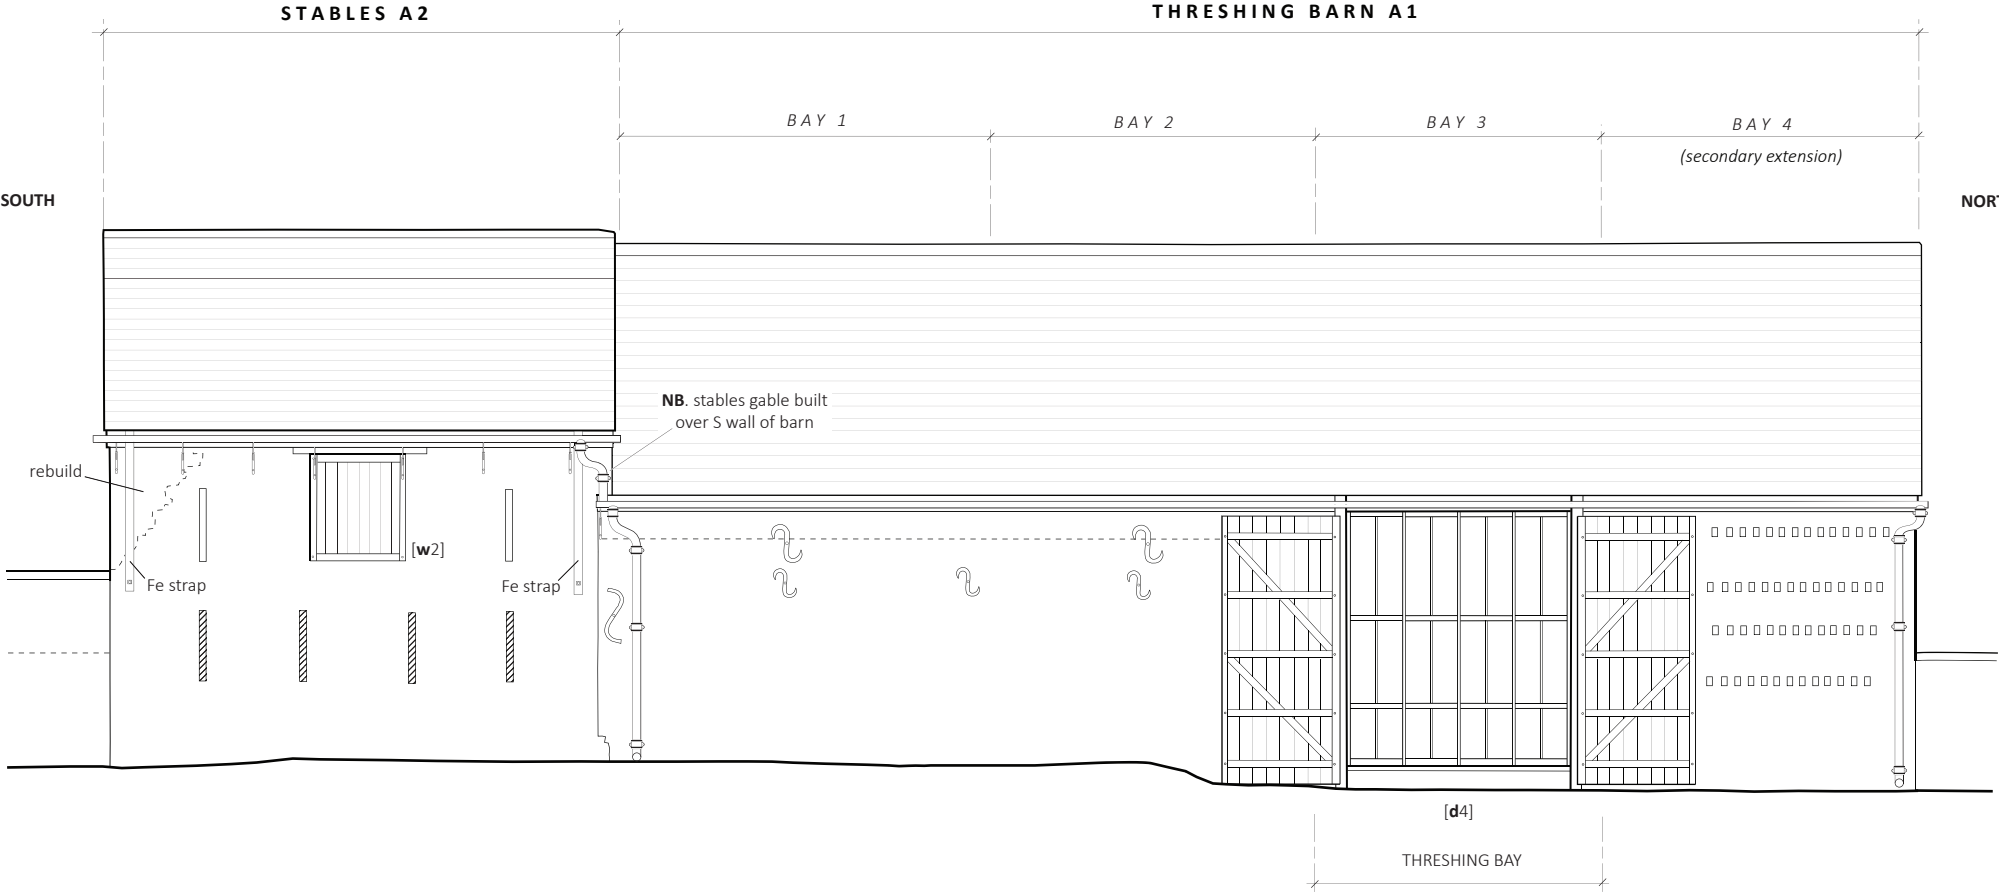 STABLES A2
THRESHING BARN A1
BAY 1
BAY 2
BAY 3
BAY 4
(secondary extension)
SOUTH
NORT
NB. stables gable built
over S wall of barn
rebuild
[w2]
Fe strap
Fe strap
[d4]
THRESHING BAY